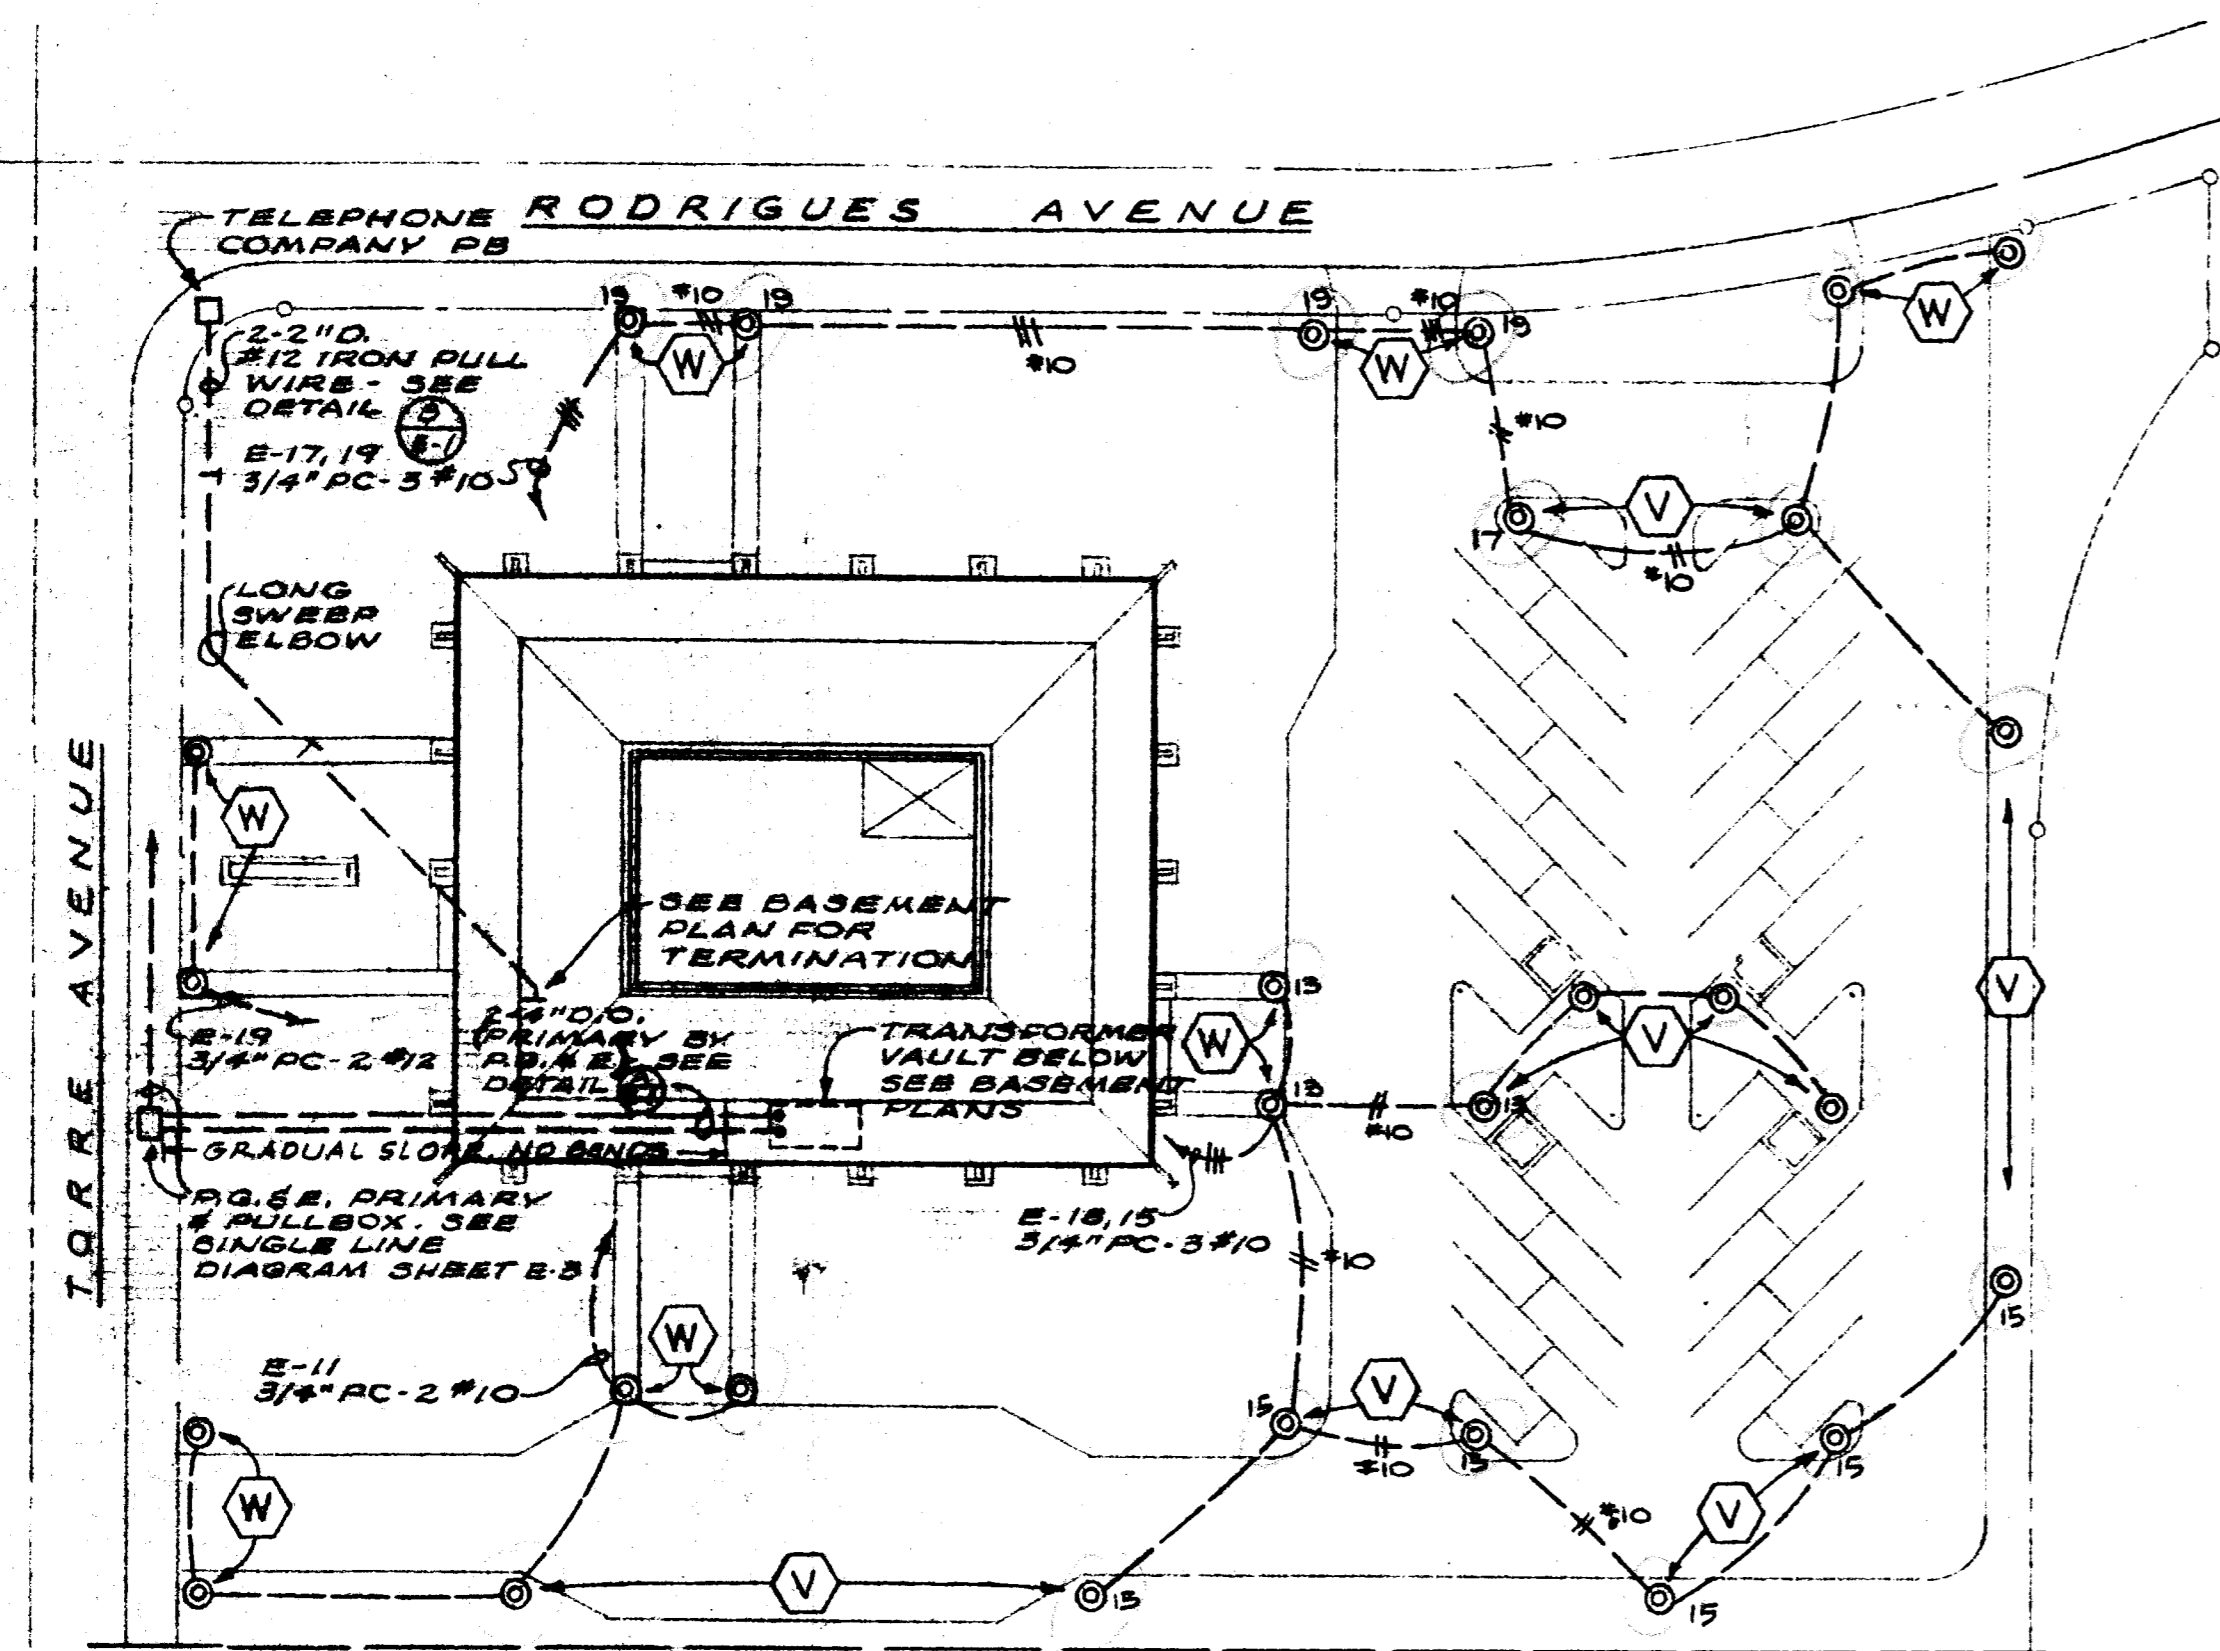 TELEPHONE
COMPANY PB
RODRIGUES AVENUE
2-2"D.
#12 IRON PULL
WIRE - SEE
DETAIL
B
E-1
E-17, 19
3/4" PC-3 #10
19
#10
19
W
#10
19
#10
19
W
W
#10
17
V
#10
LONG
SWEEP
ELBOW
TORRE AVENUE
W
SEE BASEMENT
PLAN FOR
TERMINATION
E-19
3/4" PC-2 #12
2-4"D.O.
PRIMARY BY
P.G.& E. SEE
DETAIL
TRANSFORMER
VAULT BELOW
SEE BASEMENT
PLANS
13
W
13
#10
13
V
V
GRADUAL SLOPE, NO BENDS
P.G.&E. PRIMARY
& PULLBOX. SEE
SINGLE LINE
DIAGRAM SHEET E-3
15
3/4" PC-3 #10
#10
15
E-11
3/4" PC-2 #10
W
15
V
#10
15
15
W
V
15
#10
V
15